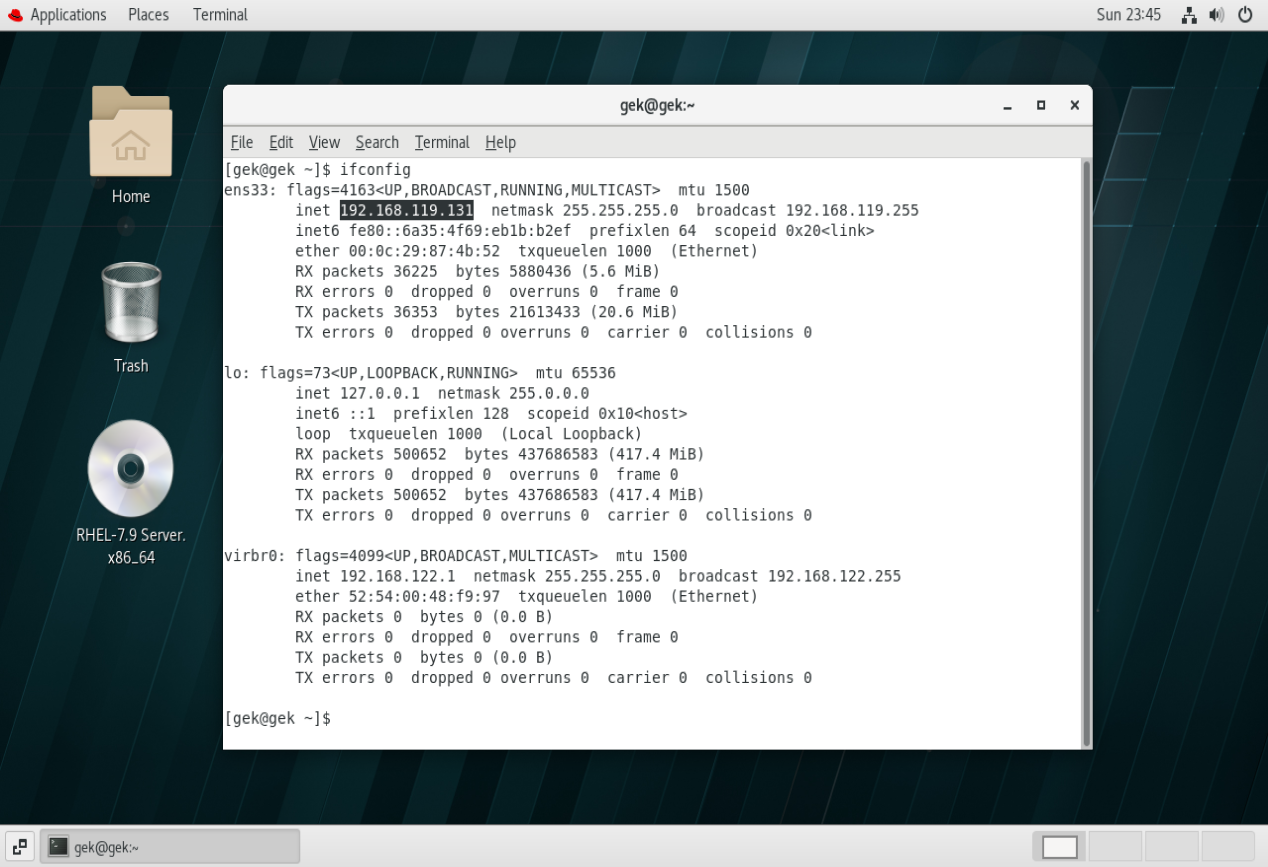 Applications Places Terminal Sun 23:45
Home
Trash
RHEL-7.9 Server.
x86_64
gek@gek:~
File Edit View Search Terminal Help
[gek@gek ~]$ ifconfig
ens33: flags=4163<UP,BROADCAST,RUNNING,MULTICAST>  mtu 1500
        inet 192.168.119.131  netmask 255.255.255.0  broadcast 192.168.119.255
        inet6 fe80::6a35:4f69:eb1b:b2ef  prefixlen 64  scopeid 0x20<link>
        ether 00:0c:29:87:4b:52  txqueuelen 1000  (Ethernet)
        RX packets 36225  bytes 5880436 (5.6 MiB)
        RX errors 0  dropped 0  overruns 0  frame 0
        TX packets 36353  bytes 21613433 (20.6 MiB)
        TX errors 0  dropped 0 overruns 0  carrier 0  collisions 0
lo: flags=73<UP,LOOPBACK,RUNNING>  mtu 65536
        inet 127.0.0.1  netmask 255.0.0.0
        inet6 ::1  prefixlen 128  scopeid 0x10<host>
        loop  txqueuelen 1000  (Local Loopback)
        RX packets 500652  bytes 437686583 (417.4 MiB)
        RX errors 0  dropped 0  overruns 0  frame 0
        TX packets 500652  bytes 437686583 (417.4 MiB)
        TX errors 0  dropped 0 overruns 0  carrier 0  collisions 0
virbr0: flags=4099<UP,BROADCAST,MULTICAST>  mtu 1500
        inet 192.168.122.1  netmask 255.255.255.0  broadcast 192.168.122.255
        ether 52:54:00:48:f9:97  txqueuelen 1000  (Ethernet)
        RX packets 0  bytes 0 (0.0 B)
        RX errors 0  dropped 0  overruns 0  frame 0
        TX packets 0  bytes 0 (0.0 B)
        TX errors 0  dropped 0 overruns 0  carrier 0  collisions 0
[gek@gek ~]$
gek@gek:~